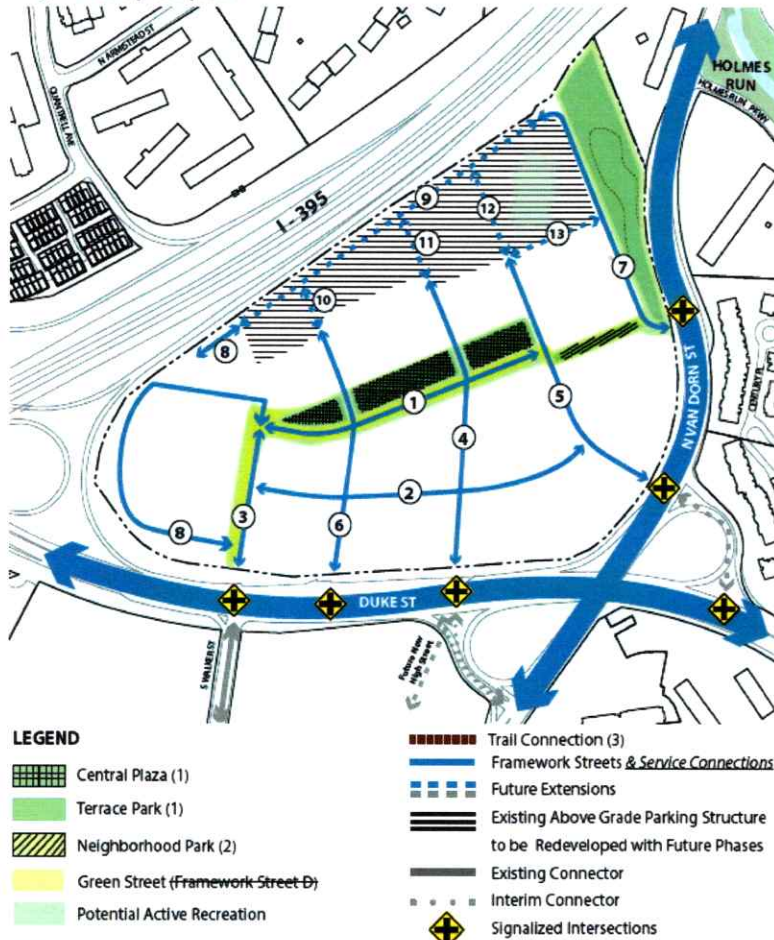 N ARMISTEAD ST
QUANTRELL AVE
HOLMES
RUN
HOLMES RUN PKWY
I - 395
9
12
11
13
10
7
8
1
5
4
2
3
6
8
N VAN DORN ST
CENTURY PL
DUKE ST
S WALKER ST
Future New
High Street
LEGEND
Central Plaza (1)
Terrace Park (1)
Neighborhood Park (2)
Green Street (Framework Street D)
Potential Active Recreation
Trail Connection (3)
Framework Streets & Service Connections
Future Extensions
Existing Above Grade Parking Structure
to be Redeveloped with Future Phases
Existing Connector
Interim Connector
Signalized Intersections